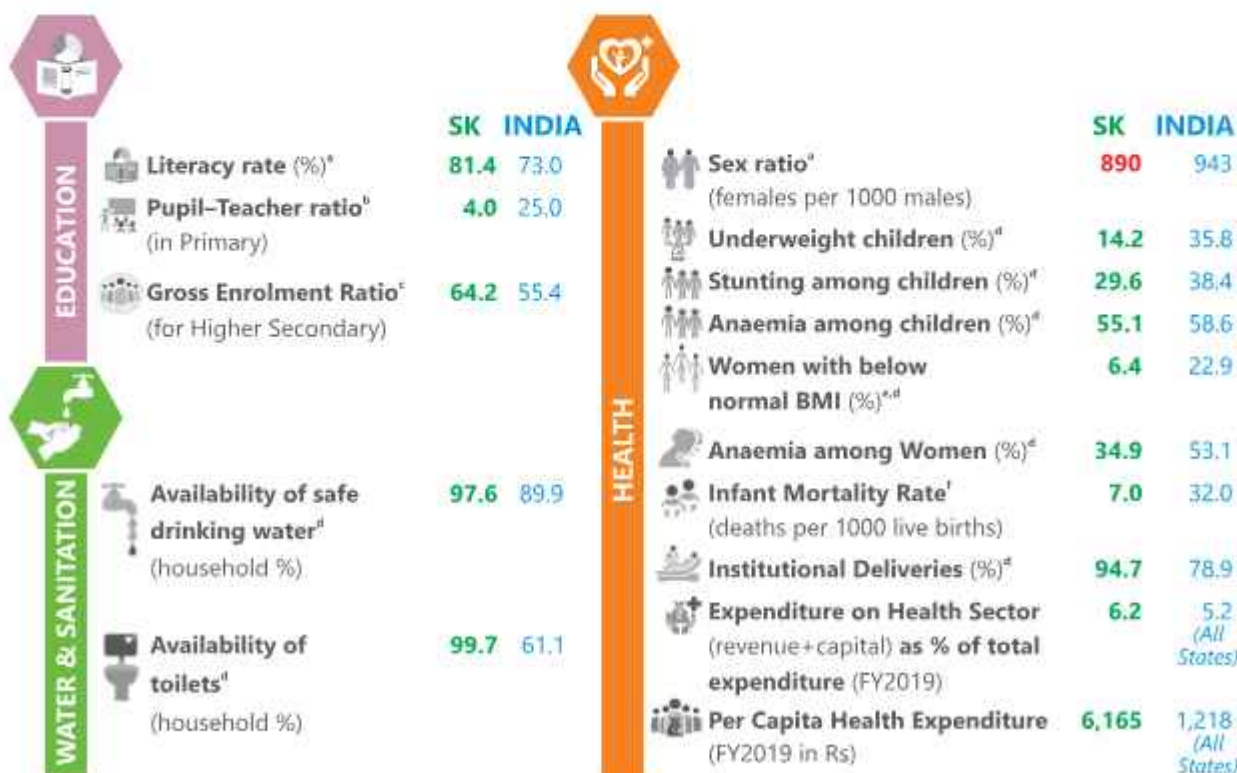 EDUCATION
SK INDIA
Literacy rate (%)ᵃ 81.4 73.0
Pupil–Teacher ratioᵇ 4.0 25.0
(in Primary)
Gross Enrolment Ratioᶜ 64.2 55.4
(for Higher Secondary)
WATER & SANITATION
Availability of safe 97.6 89.9
drinking waterᵈ
(household %)
Availability of 99.7 61.1
toiletsᵈ
(household %)
HEALTH
SK INDIA
Sex ratioᵃ 890 943
(females per 1000 males)
Underweight children (%)ᵈ 14.2 35.8
Stunting among children (%)ᵈ 29.6 38.4
Anaemia among children (%)ᵈ 55.1 58.6
Women with below 6.4 22.9
normal BMI (%)ᵉ,ᵈ
Anaemia among Women (%)ᵈ 34.9 53.1
Infant Mortality Rateᶠ 7.0 32.0
(deaths per 1000 live births)
Institutional Deliveries (%)ᵈ 94.7 78.9
Expenditure on Health Sector 6.2 5.2
(revenue+capital) as % of total (All
expenditure (FY2019) States)
Per Capita Health Expenditure 6,165 1,218
(FY2019 in Rs) (All
States)